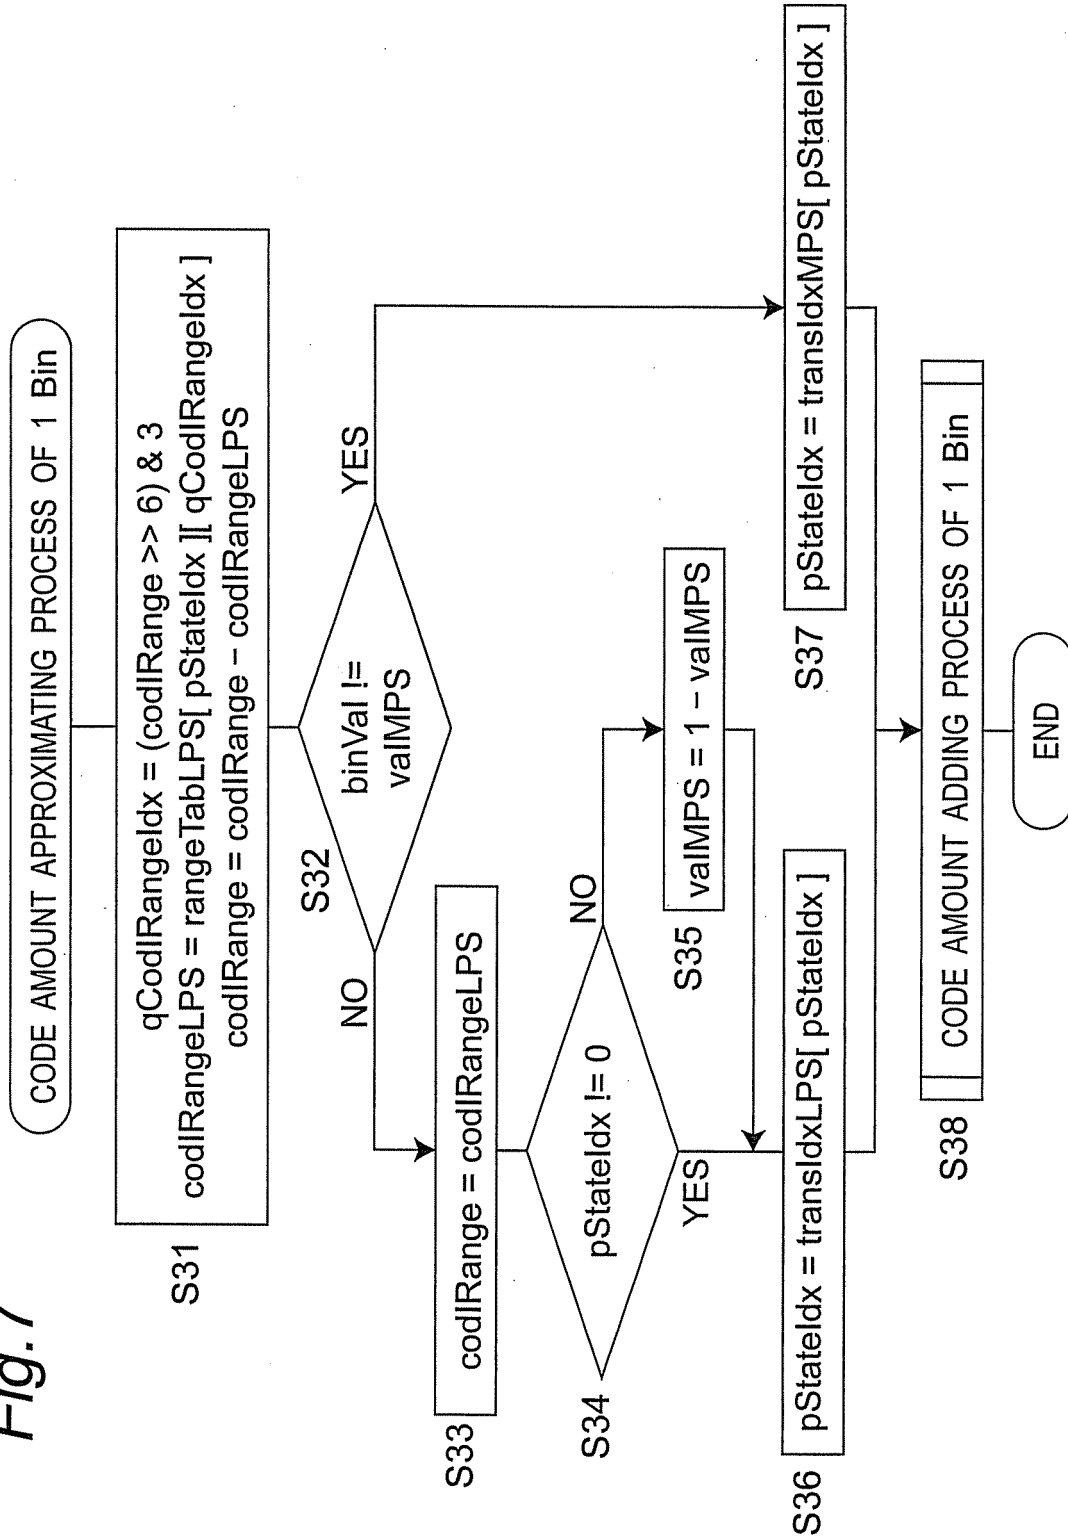 Fig.7
CODE AMOUNT APPROXIMATING PROCESS OF 1 Bin
S31
qCodIRangeIdx = (codIRange >> 6) & 3
codIRangeLPS = rangeTabLPS[ pStateIdx ][ qCodIRangeIdx ]
codIRange = codIRange – codIRangeLPS
S32
binVal !=
valMPS
NO
YES
S33
codIRange = codIRangeLPS
S34
pStateIdx != 0
NO
YES
S35
valMPS = 1 – valMPS
S36
pStateIdx = transIdxLPS[ pStateIdx ]
S37
pStateIdx = transIdxMPS[ pStateIdx ]
S38
CODE AMOUNT ADDING PROCESS OF 1 Bin
END